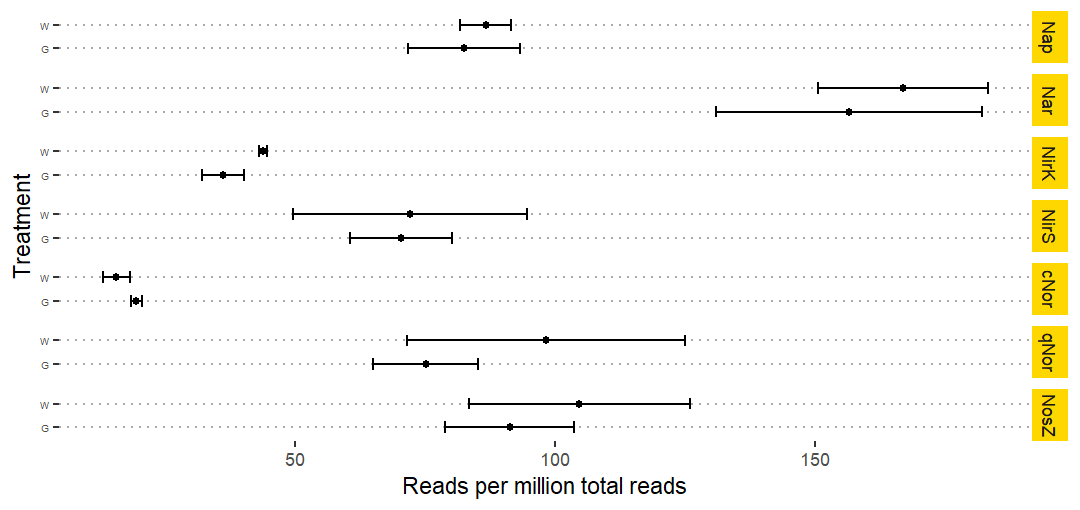 Treatment
W
G
Nap
W
G
Nar
W
G
NirK
W
G
NirS
W
G
cNor
W
G
qNor
W
G
NosZ
50 100 150
Reads per million total reads